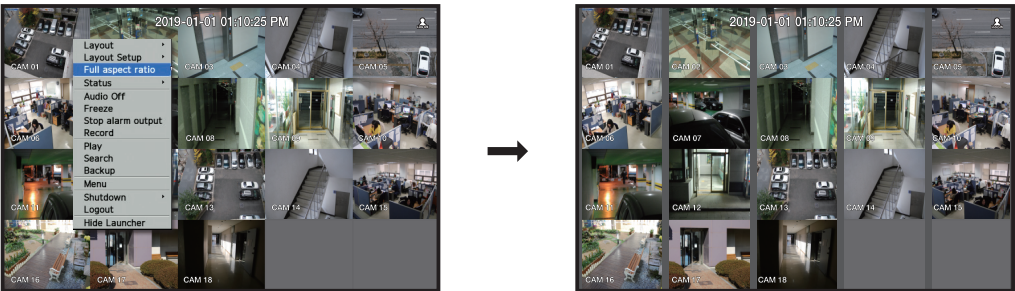 2019-01-01 01:10:25 PM
CAM 01
CAM 03
CAM 04
CAM 05
Layout
Layout Setup
Full aspect ratio
Status
Audio Off
Freeze
Stop alarm output
Record
Play
Search
Backup
Menu
Shutdown
Logout
Hide Launcher
CAM 06
CAM 08
CAM 09
CAM 10
CAM 11
CAM 13
CAM 14
CAM 15
CAM 16
CAM 17
CAM 18
2019-01-01 01:10:25 PM
CAM 01
CAM 02
CAM 03
CAM 04
CAM 05
CAM 06
CAM 07
CAM 08
CAM 09
CAM 10
CAM 11
CAM 12
CAM 13
CAM 14
CAM 15
CAM 16
CAM 17
CAM 18